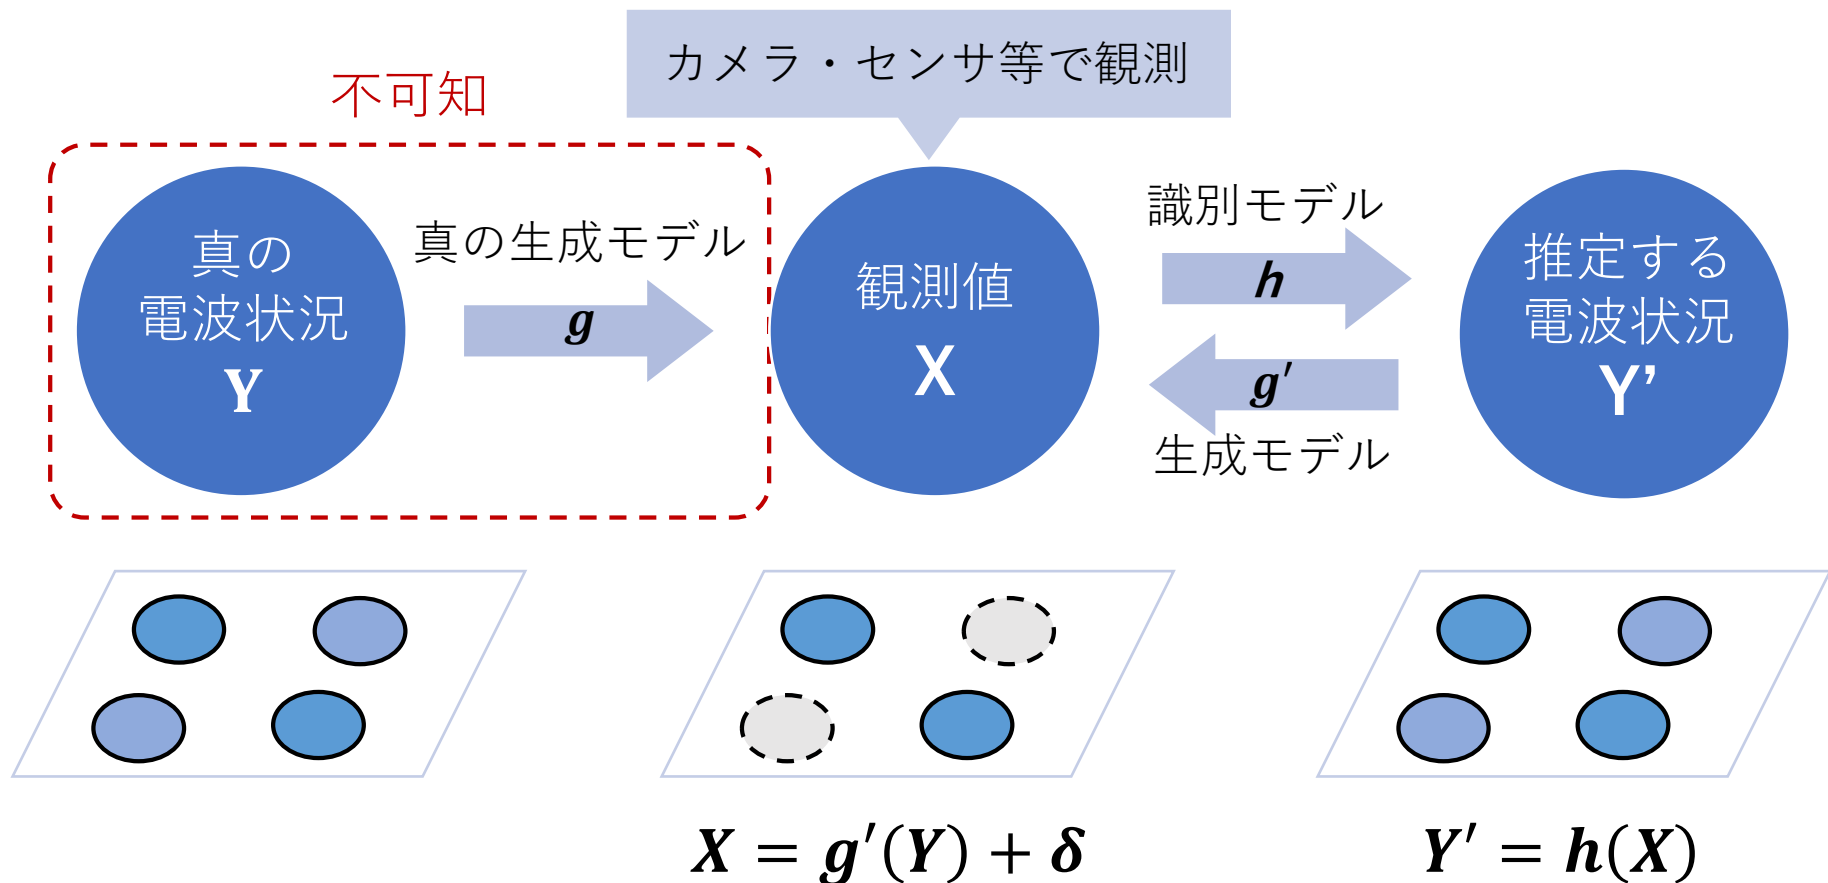 カメラ・センサ等で観測
不可知
真の
電波状況
Y
真の生成モデル
g
観測値
X
識別モデル
h
g′
生成モデル
推定する
電波状況
Y’
X = g′(Y) + δ
Y′ = h(X)